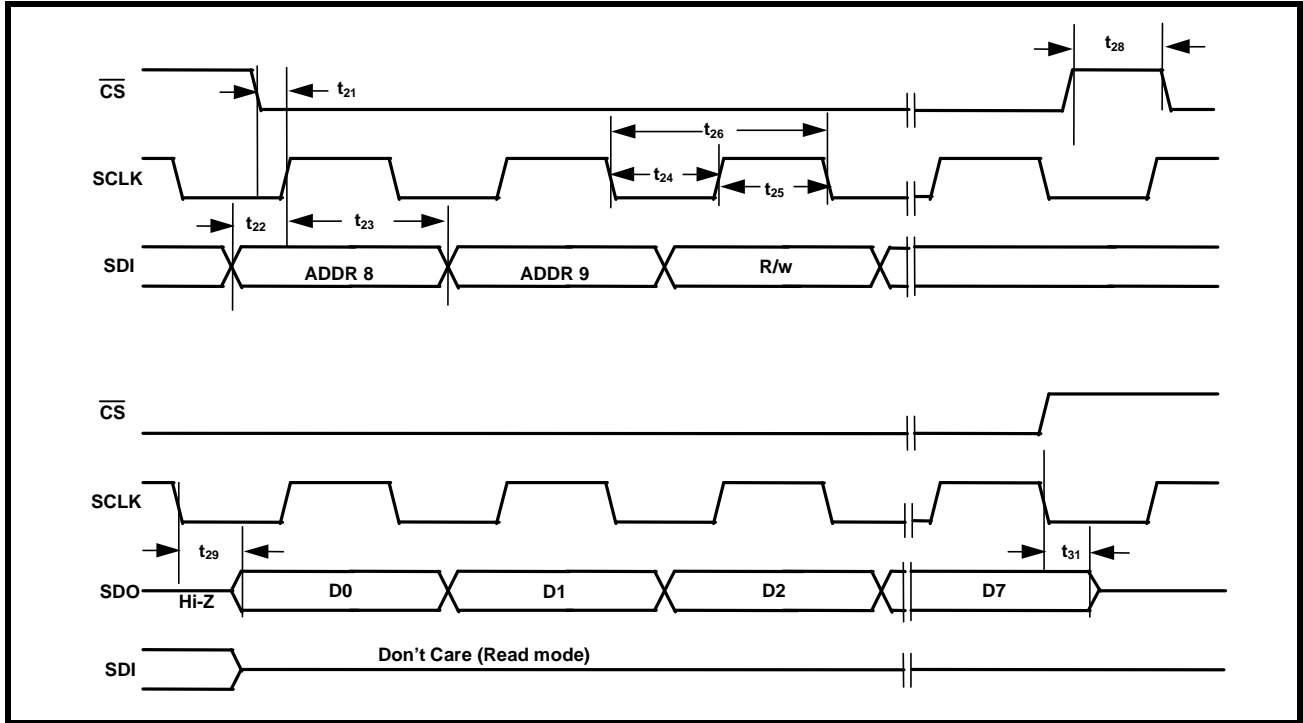 t28
CS
t21
t26
SCLK
t24
t25
t22
t23
SDI
ADDR 8
ADDR 9
R/w
CS
SCLK
t29
t31
SDO
Hi-Z
D0
D1
D2
D7
SDI
Don't Care (Read mode)